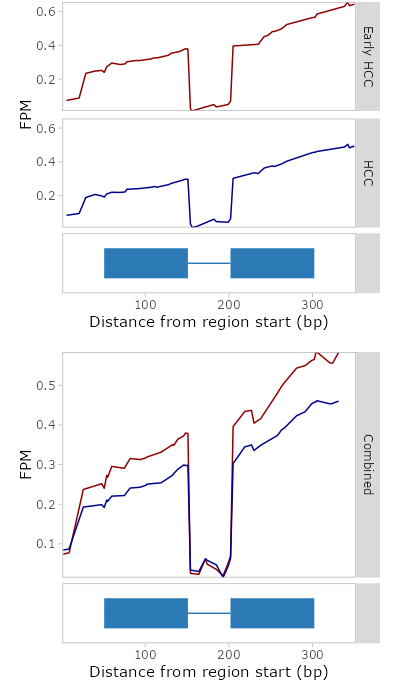 0.6
0.4
0.2
Early HCC
FPM
0.6
0.4
0.2
HCC
100 200 300
Distance from region start (bp)
0.5
0.4
0.3
0.2
0.1
FPM
Combined
100 200 300
Distance from region start (bp)